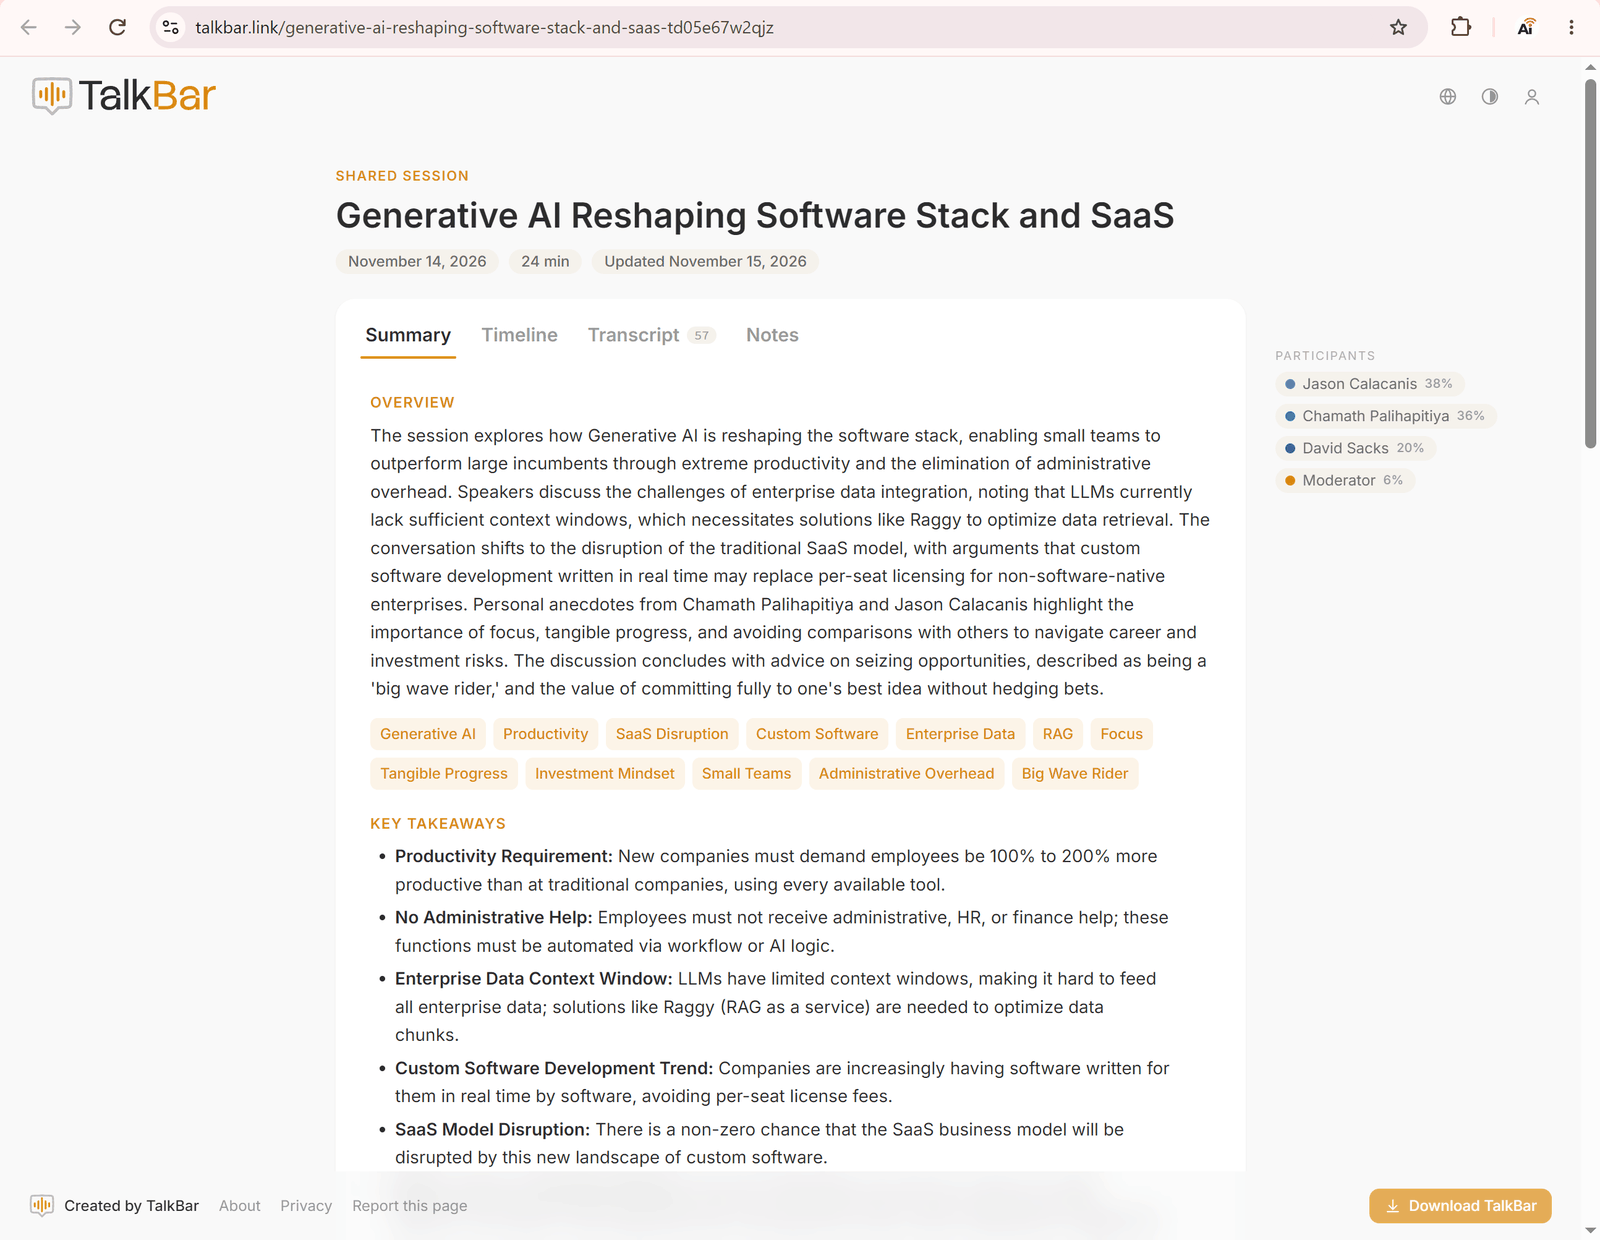 talkbar.link/generative-ai-reshaping-software-stack-and-saas-td05e67w2qjz
Ai
TalkBar
SHARED SESSION
Generative AI Reshaping Software Stack and SaaS
November 14, 2026
24 min
Updated November 15, 2026
Summary
Timeline
Transcript 57
Notes
OVERVIEW
The session explores how Generative AI is reshaping the software stack, enabling small teams to
outperform large incumbents through extreme productivity and the elimination of administrative
overhead. Speakers discuss the challenges of enterprise data integration, noting that LLMs currently
lack sufficient context windows, which necessitates solutions like Raggy to optimize data retrieval. The
conversation shifts to the disruption of the traditional SaaS model, with arguments that custom
software development written in real time may replace per-seat licensing for non-software-native
enterprises. Personal anecdotes from Chamath Palihapitiya and Jason Calacanis highlight the
importance of focus, tangible progress, and avoiding comparisons with others to navigate career and
investment risks. The discussion concludes with advice on seizing opportunities, described as being a
'big wave rider,' and the value of committing fully to one's best idea without hedging bets.
Generative AI
Productivity
SaaS Disruption
Custom Software
Enterprise Data
RAG
Focus
Tangible Progress
Investment Mindset
Small Teams
Administrative Overhead
Big Wave Rider
KEY TAKEAWAYS
• Productivity Requirement: New companies must demand employees be 100% to 200% more
productive than at traditional companies, using every available tool.
• No Administrative Help: Employees must not receive administrative, HR, or finance help; these
functions must be automated via workflow or AI logic.
• Enterprise Data Context Window: LLMs have limited context windows, making it hard to feed
all enterprise data; solutions like Raggy (RAG as a service) are needed to optimize data
chunks.
• Custom Software Development Trend: Companies are increasingly having software written for
them in real time by software, avoiding per-seat license fees.
• SaaS Model Disruption: There is a non-zero chance that the SaaS business model will be
disrupted by this new landscape of custom software.
PARTICIPANTS
Jason Calacanis 38%
Chamath Palihapitiya 36%
David Sacks 20%
Moderator 6%
Created by TalkBar
About
Privacy
Report this page
Download TalkBar